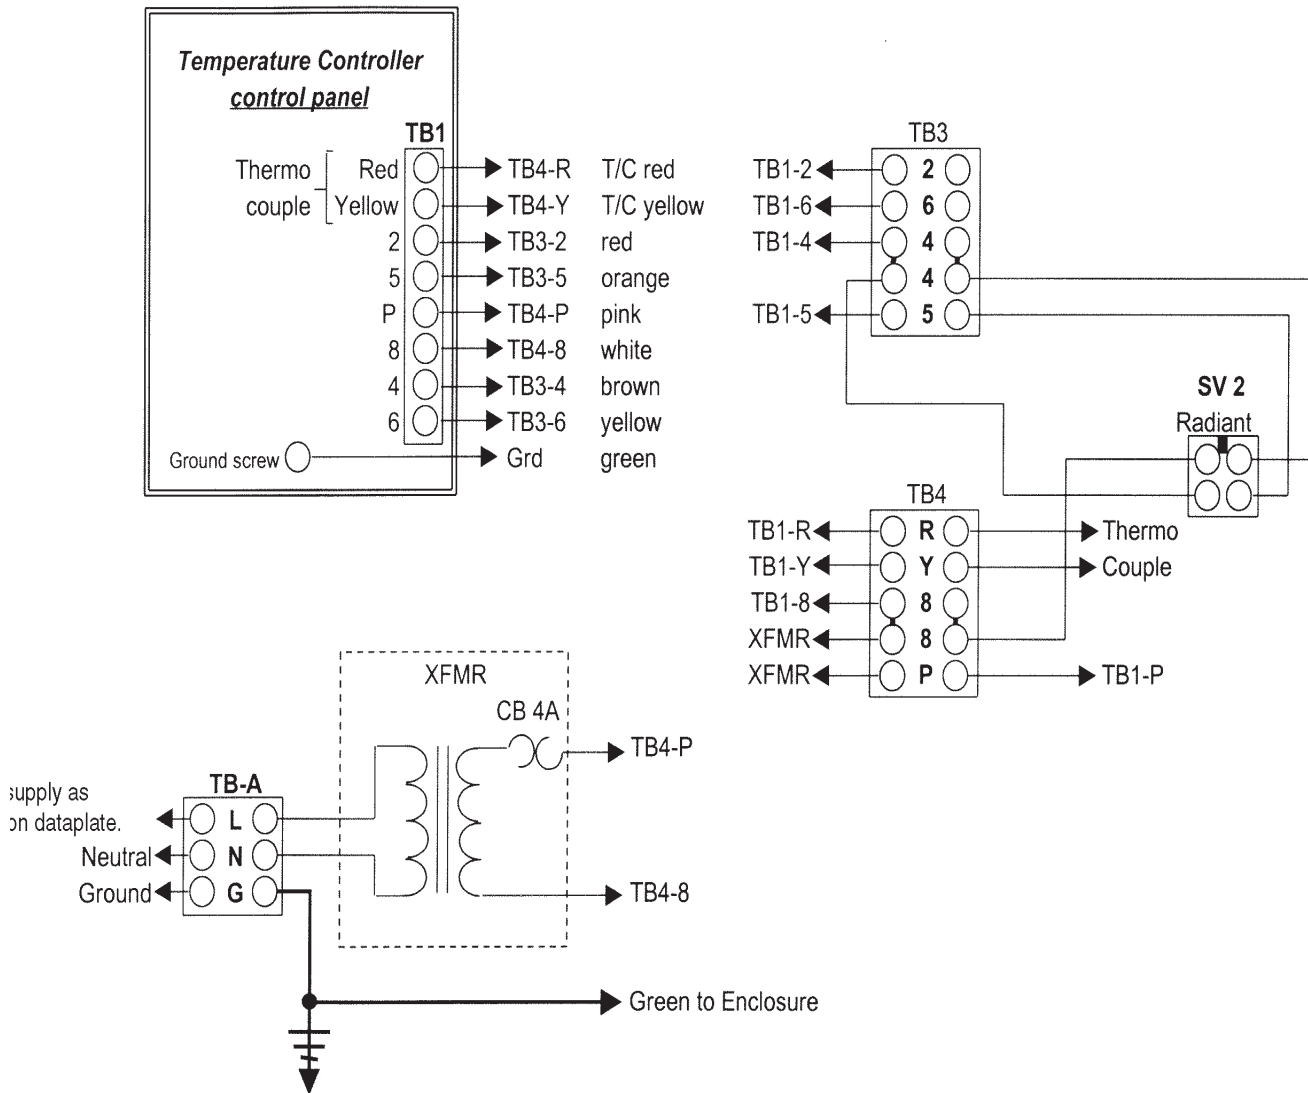 Temperature Controller
control panel
TB1
Thermo
couple
Red
Yellow
2
5
P
8
4
6
Ground screw
TB4-R T/C red
TB4-Y T/C yellow
TB3-2 red
TB3-5 orange
TB4-P pink
TB4-8 white
TB3-4 brown
TB3-6 yellow
Grd green
TB3
TB1-2 2
TB1-6 6
TB1-4 4
4
TB1-5 5
SV 2
Radiant
TB4
TB1-R R Thermo
TB1-Y Y Couple
TB1-8 8
XFMR 8
XFMR P TB1-P
XFMR
CB 4A
TB4-P
TB4-8
TB-A
supply as
on dataplate.
L
Neutral N
Ground G
Green to Enclosure